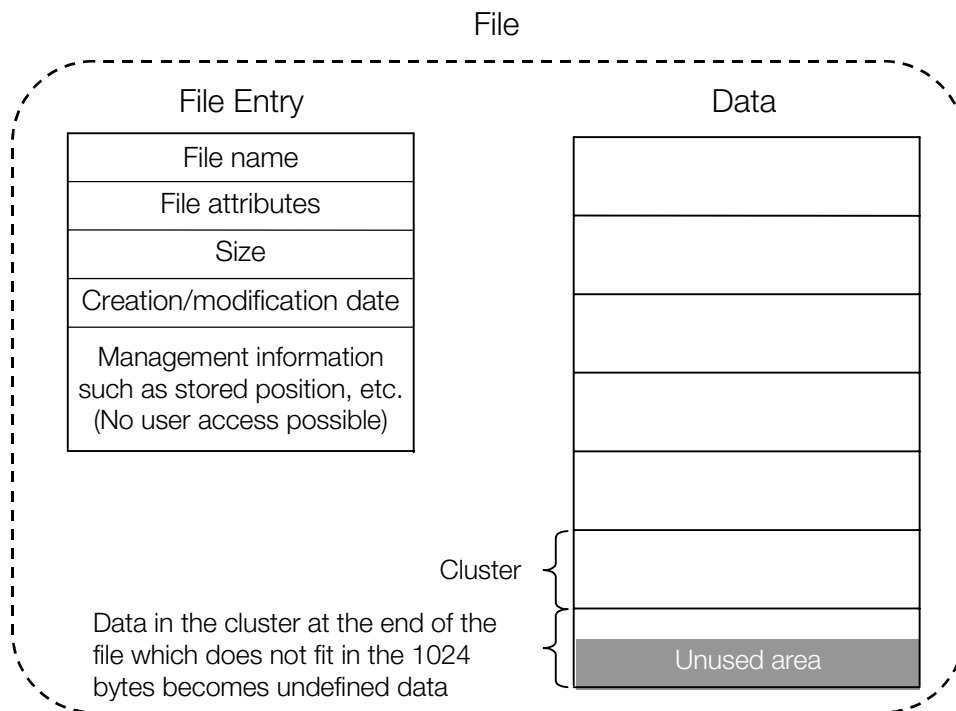 File
File Entry
File name
File attributes
Size
Creation/modification date
Management information
such as stored position, etc.
(No user access possible)
Data
Cluster
Data in the cluster at the end of the
file which does not fit in the 1024
bytes becomes undefined data
Unused area